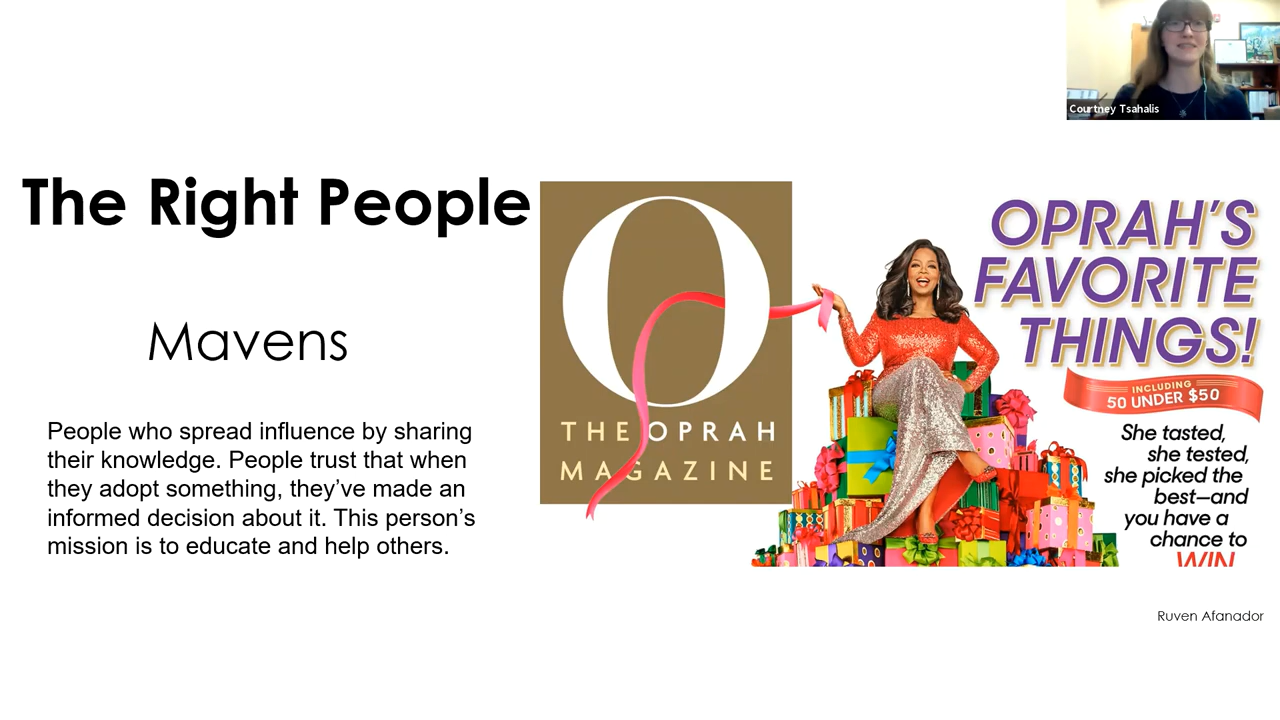 Courtney Tsahalis
The Right People
Mavens
People who spread influence by sharing
their knowledge. People trust that when
they adopt something, they've made an
informed decision about it. This person's
mission is to educate and help others.
O
THE OPRAH
MAGAZINE
OPRAH'S
FAVORITE
THINGS!
INCLUDING
50 UNDER $50
She tasted,
she tested,
she picked the
best—and
you have a
chance to
WIN
Ruven Afanador